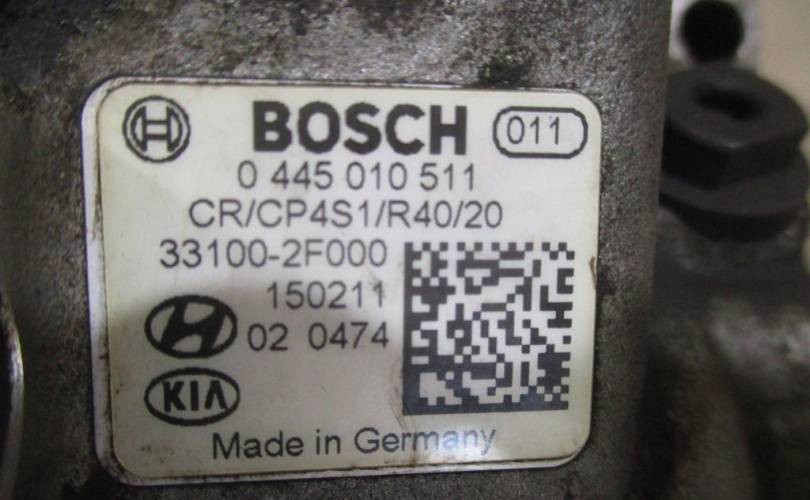 BOSCH 011
0 445 010 511
CR/CP4S1/R40/20
33100-2F000
150211
02 0474
KIA
Made in Germany